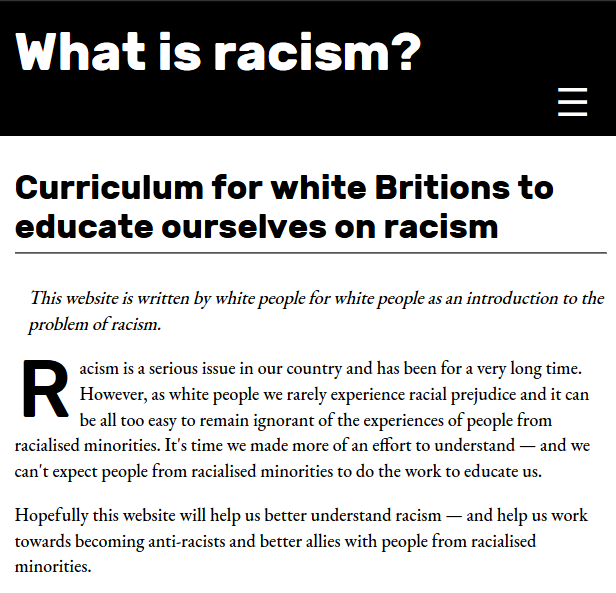 What is racism?
Curriculum for white Britions to
educate ourselves on racism
This website is written by white people for white people as an introduction to the
problem of racism.
Racism is a serious issue in our country and has been for a very long time.
However, as white people we rarely experience racial prejudice and it can
be all too easy to remain ignorant of the experiences of people from
racialised minorities. It's time we made more of an effort to understand — and we
can't expect people from racialised minorities to do the work to educate us.
Hopefully this website will help us better understand racism — and help us work
towards becoming anti-racists and better allies with people from racialised
minorities.